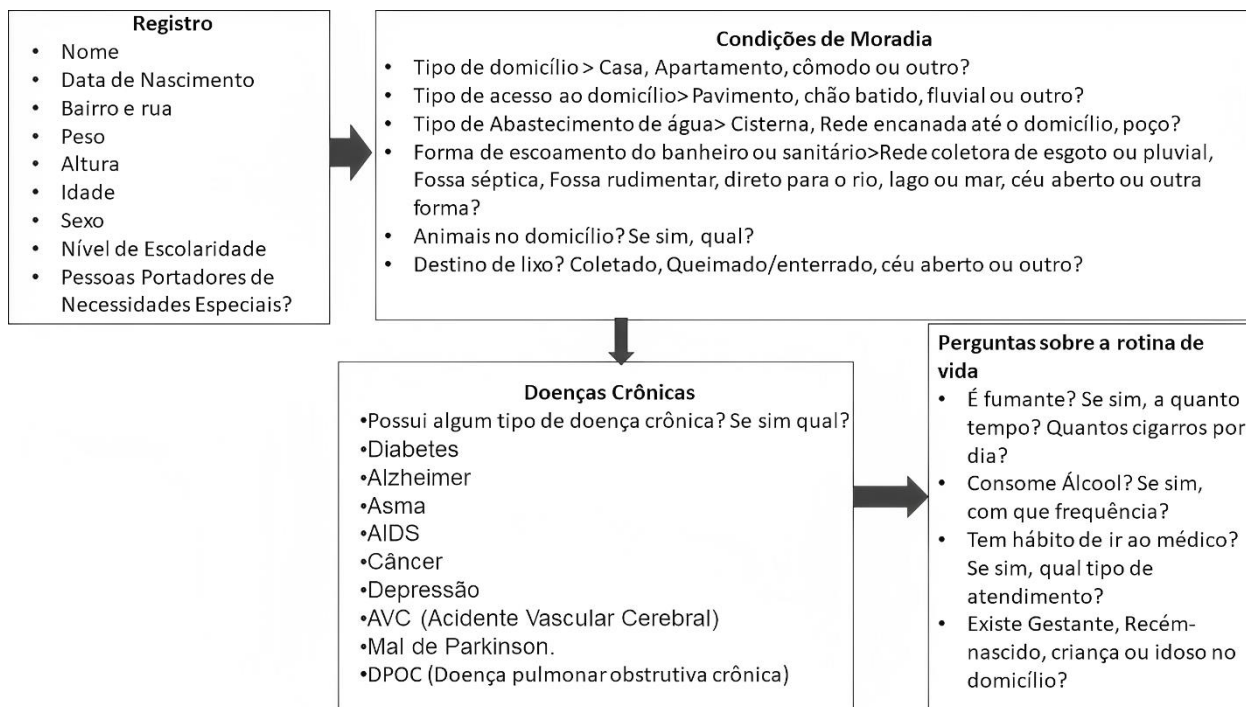 Registro
• Nome
• Data de Nascimento
• Bairro e rua
• Peso
• Altura
• Idade
• Sexo
• Nível de Escolaridade
• Pessoas Portadores de
Necessidades Especiais?
Condições de Moradia
• Tipo de domicílio > Casa, Apartamento, cômodo ou outro?
• Tipo de acesso ao domicílio> Pavimento, chão batido, fluvial ou outro?
• Tipo de Abastecimento de água> Cisterna, Rede encanada até o domicílio, poço?
• Forma de escoamento do banheiro ou sanitário>Rede coletora de esgoto ou pluvial,
Fossa séptica, Fossa rudimentar, direto para o rio, lago ou mar, céu aberto ou outra
forma?
• Animais no domicílio? Se sim, qual?
• Destino de lixo? Coletado, Queimado/enterrado, céu aberto ou outro?
Doenças Crônicas
•Possui algum tipo de doença crônica? Se sim qual?
•Diabetes
•Alzheimer
•Asma
•AIDS
•Câncer
•Depressão
•AVC (Acidente Vascular Cerebral)
•Mal de Parkinson.
•DPOC (Doença pulmonar obstrutiva crônica)
Perguntas sobre a rotina de
vida
• É fumante? Se sim, a quanto
tempo? Quantos cigarros por
dia?
• Consome Álcool? Se sim,
com que frequência?
• Tem hábito de ir ao médico?
Se sim, qual tipo de
atendimento?
• Existe Gestante, Recém-
nascido, criança ou idoso no
domicílio?